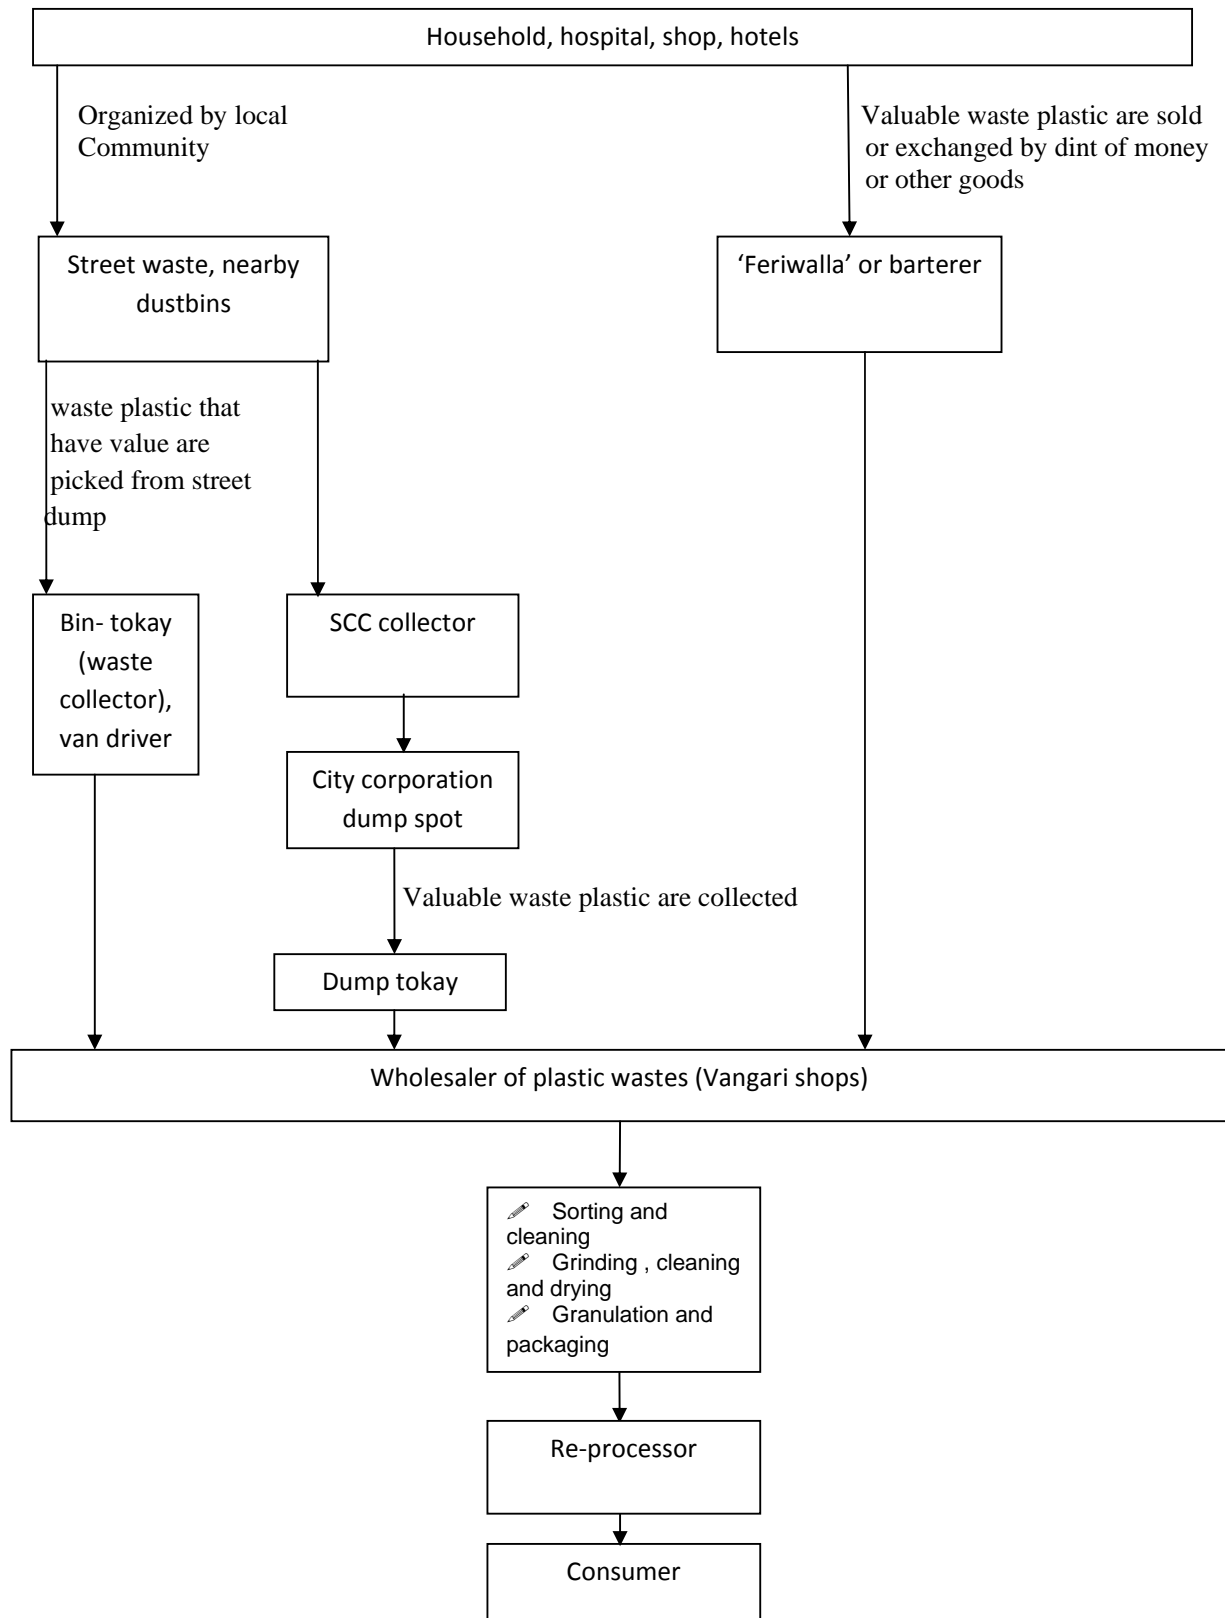 Household, hospital, shop, hotels
Organized by local
Community
Valuable waste plastic are sold
or exchanged by dint of money
or other goods
Street waste, nearby
dustbins
‘Feriwalla’ or barterer
waste plastic that
have value are
picked from street
dump
Bin- tokay
(waste
collector),
van driver
SCC collector
City corporation
dump spot
Valuable waste plastic are collected
Dump tokay
Wholesaler of plastic wastes (Vangari shops)
Sorting and
cleaning
Grinding , cleaning
and drying
Granulation and
packaging
Re-processor
Consumer